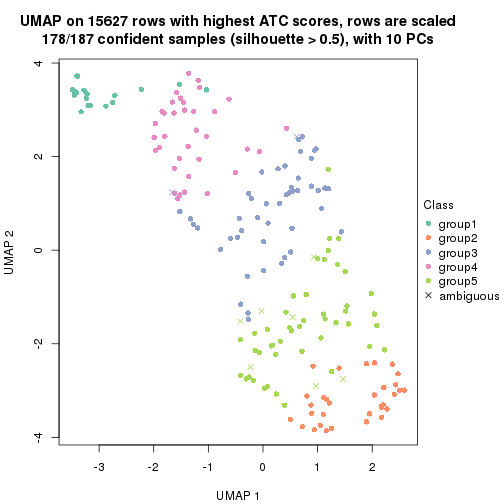 UMAP on 15627 rows with highest ATC scores, rows are scaled
178/187 confident samples (silhouette > 0.5), with 10 PCs
4
2
0
-2
-4
UMAP 2
-3
-2
-1
0
1
2
UMAP 1
Class
group1
group2
group3
group4
group5
ambiguous